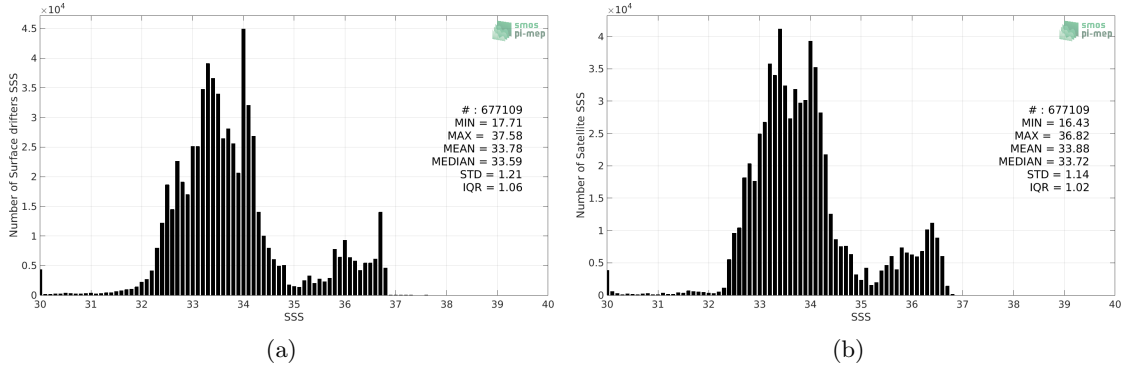 ×10⁴
smos
pi-mep
4.5
4
3.5
3
2.5
2
1.5
1
0.5
0
Number of Surface drifters SSS
# : 677109
MIN = 17.71
MAX = 37.58
MEAN = 33.78
MEDIAN = 33.59
STD = 1.21
IQR = 1.06
30 31 32 33 34 35 36 37 38 39 40
SSS
(a)
×10⁴
smos
pi-mep
4
3.5
3
2.5
2
1.5
1
0.5
0
Number of Satellite SSS
# : 677109
MIN = 16.43
MAX = 36.82
MEAN = 33.88
MEDIAN = 33.72
STD = 1.14
IQR = 1.02
30 31 32 33 34 35 36 37 38 39 40
SSS
(b)